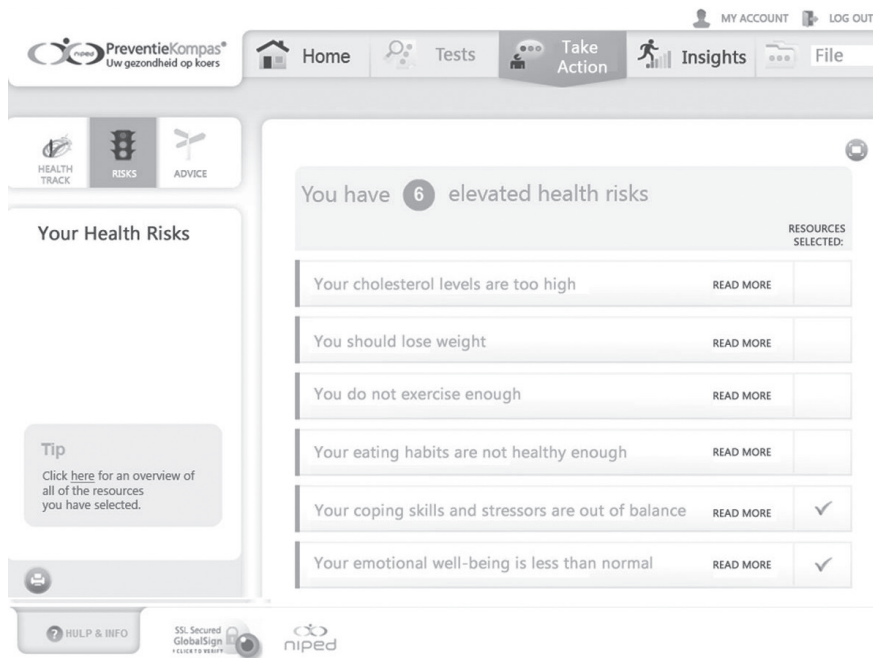 MY ACCOUNT LOG OUT
niped PreventieKompas®
Uw gezondheid op koers
Home Tests Take Action Insights File
HEALTH TRACK RISKS ADVICE
Your Health Risks
Tip
Click here for an overview of
all of the resources
you have selected.
You have 6 elevated health risks
RESOURCES
SELECTED:
Your cholesterol levels are too high READ MORE
You should lose weight READ MORE
You do not exercise enough READ MORE
Your eating habits are not healthy enough READ MORE
Your coping skills and stressors are out of balance READ MORE
Your emotional well-being is less than normal READ MORE
? HULP & INFO
SSL Secured
GlobalSign
CLICK TO VERIFY
niped